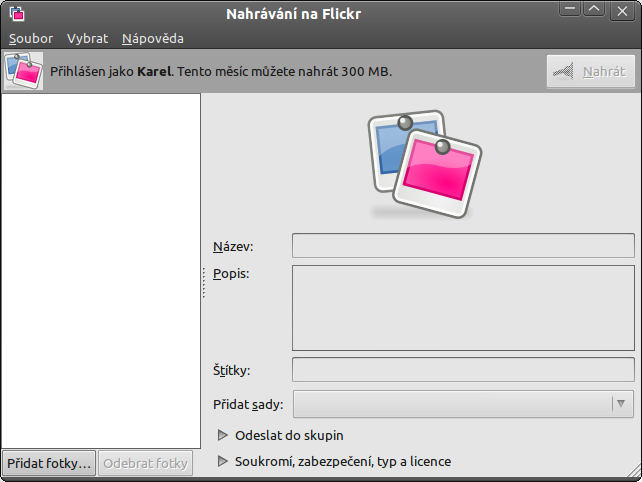 Nahrávání na Flickr
Soubor Vybrat Nápověda
Přihlášen jako Karel. Tento měsíc můžete nahrát 300 MB.
Nahrát
Název:
Popis:
Štítky:
Přidat sady:
Odeslat do skupin
Soukromí, zabezpečení, typ a licence
Přidat fotky... Odebrat fotky